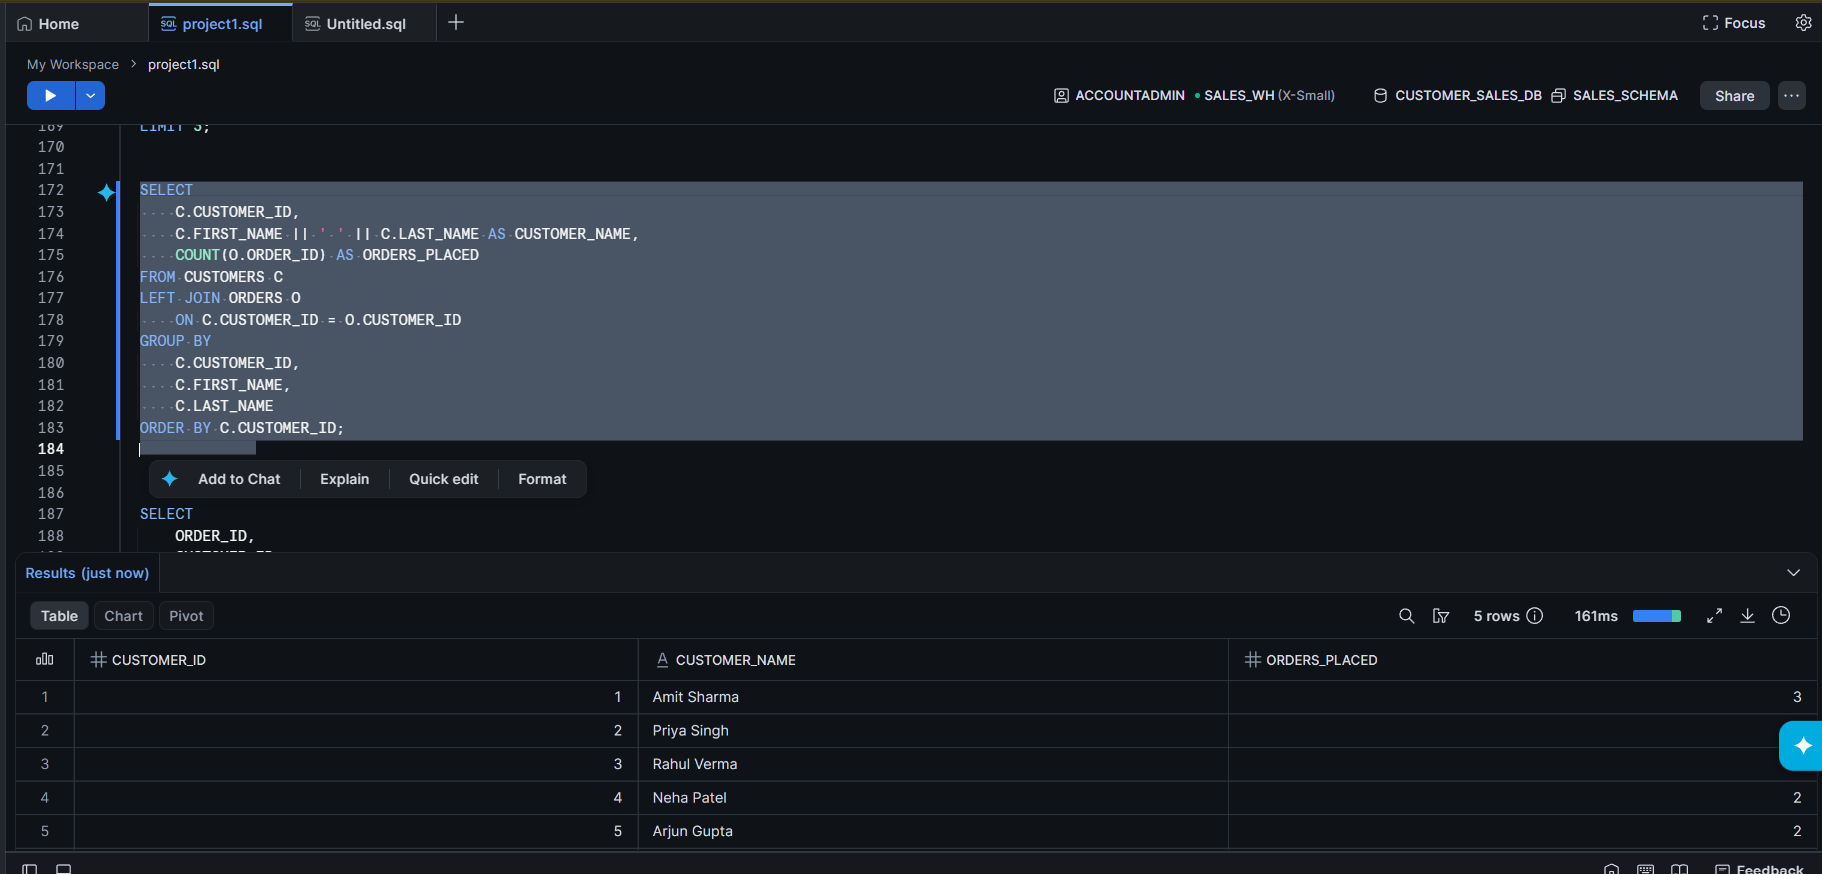 Home
SQL project1.sql
SQL Untitled.sql
Focus
My Workspace > project1.sql
ACCOUNTADMIN SALES_WH (X-Small) CUSTOMER_SALES_DB SALES_SCHEMA Share
169 LIMIT 5;
170
171
172 SELECT
173 C.CUSTOMER_ID,
174 C.FIRST_NAME || ' ' || C.LAST_NAME AS CUSTOMER_NAME,
175 COUNT(O.ORDER_ID) AS ORDERS_PLACED
176 FROM CUSTOMERS C
177 LEFT JOIN ORDERS O
178 ON C.CUSTOMER_ID = O.CUSTOMER_ID
179 GROUP BY
180 C.CUSTOMER_ID,
181 C.FIRST_NAME,
182 C.LAST_NAME
183 ORDER BY C.CUSTOMER_ID;
184
185
Add to Chat Explain Quick edit Format
186
187 SELECT
188 ORDER_ID,
Results (just now)
Table Chart Pivot
5 rows 161ms
CUSTOMER_ID CUSTOMER_NAME ORDERS_PLACED
1 1 Amit Sharma 3
2 2 Priya Singh
3 3 Rahul Verma
4 4 Neha Patel 2
5 5 Arjun Gupta 2
Feedback